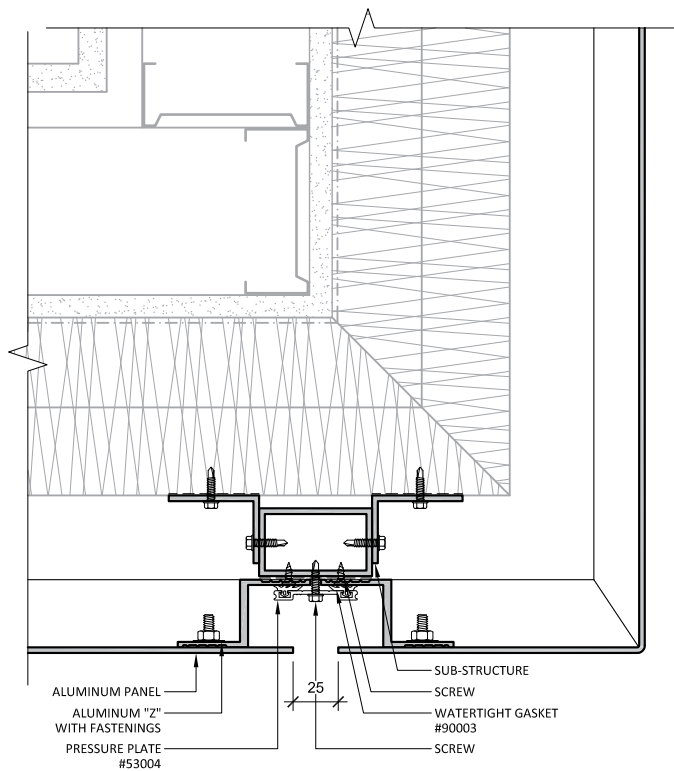 25
ALUMINUM PANEL
ALUMINUM "Z"
WITH FASTENINGS
PRESSURE PLATE
#53004
SUB-STRUCTURE
SCREW
WATERTIGHT GASKET
#90003
SCREW